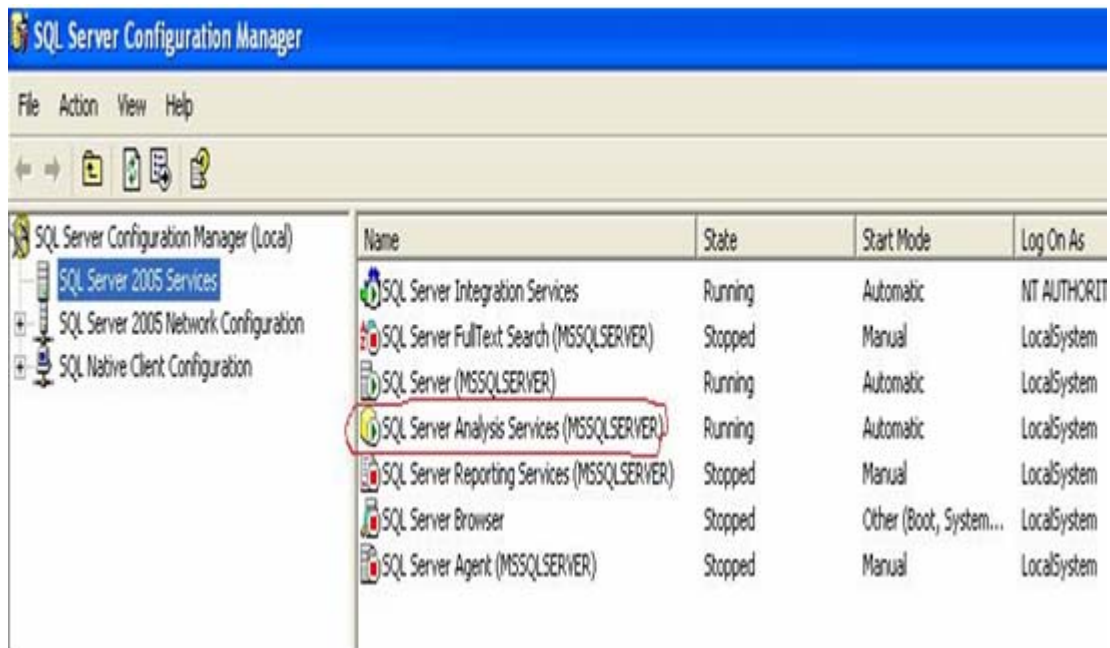 SQL Server Configuration Manager
File Action View Help
SQL Server Configuration Manager (Local)
SQL Server 2005 Services
SQL Server 2005 Network Configuration
SQL Native Client Configuration
Name State Start Mode Log On As
SQL Server Integration Services Running Automatic NT AUTHORIT
SQL Server FullText Search (MSSQLSERVER) Stopped Manual LocalSystem
SQL Server (MSSQLSERVER) Running Automatic LocalSystem
SQL Server Analysis Services (MSSQLSERVER) Running Automatic LocalSystem
SQL Server Reporting Services (MSSQLSERVER) Stopped Manual LocalSystem
SQL Server Browser Stopped Other (Boot, System... LocalSystem
SQL Server Agent (MSSQLSERVER) Stopped Manual LocalSystem